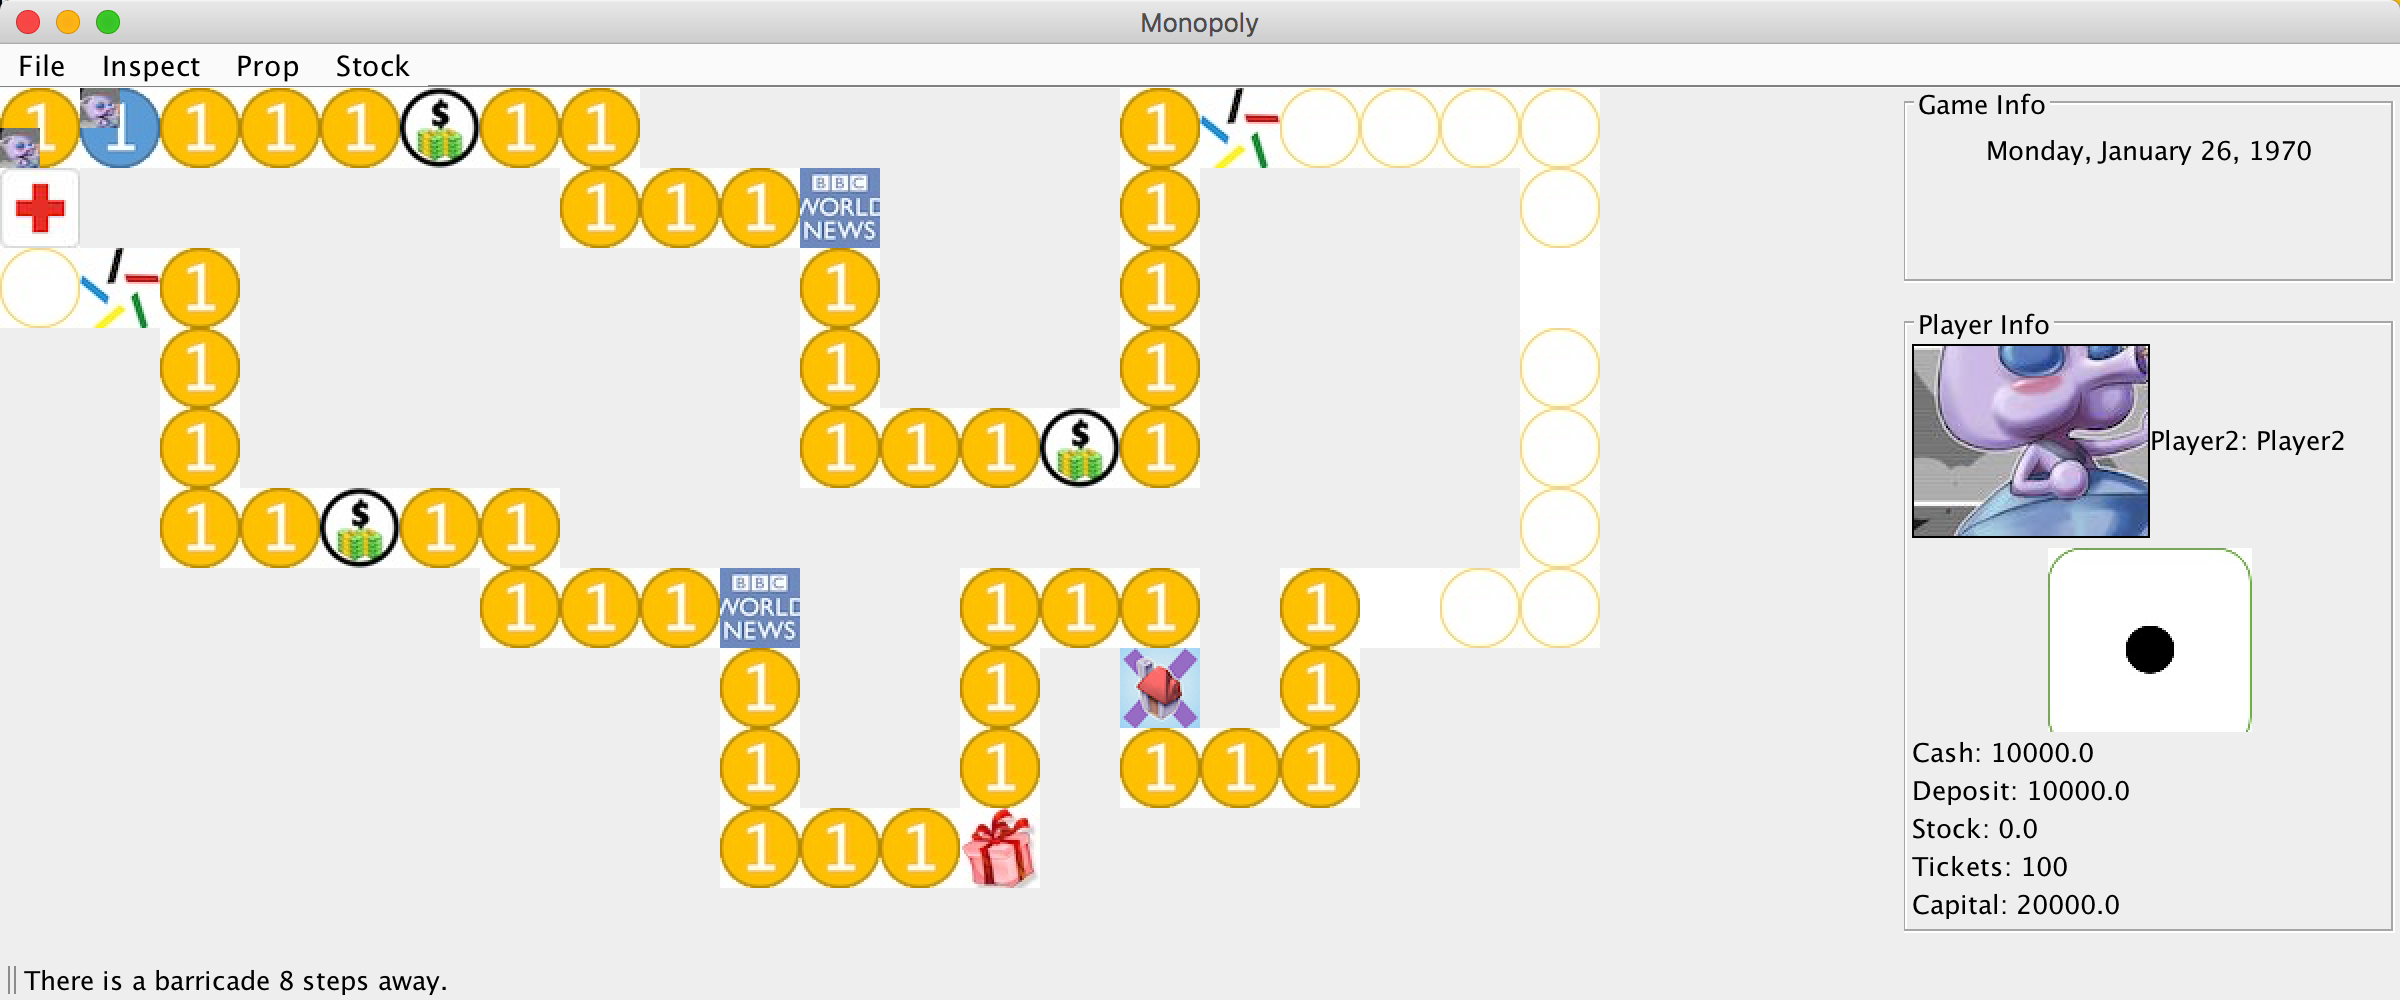 Monopoly
File Inspect Prop Stock
1 1 1 1 1 $ 1 1 1
1 1 1 BBC WORLD NEWS 1
1 1 1
1 1 1
1 1 1 1 $ 1
1 1 $ 1 1
1 1 1 BBC WORLD NEWS 1 1 1 1
1 1 1
1 1 1 1 1
1 1 1
Game Info
Monday, January 26, 1970
Player Info
Player2: Player2
Cash: 10000.0
Deposit: 10000.0
Stock: 0.0
Tickets: 100
Capital: 20000.0
There is a barricade 8 steps away.